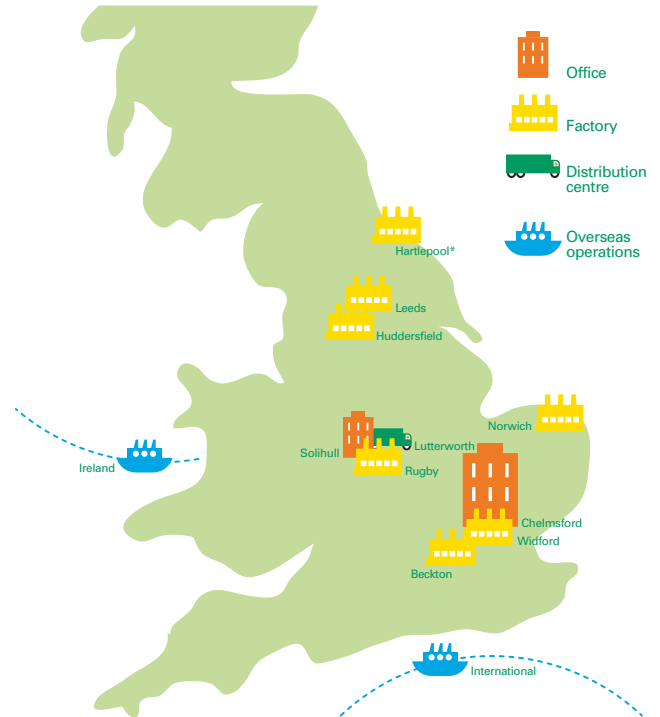 Office
Factory
Distribution
centre
Overseas
operations
Hartlepool*
Leeds
Huddersfield
Norwich
Lutterworth
Solihull
Ireland
Rugby
Chelmsford
Widford
Beckton
International